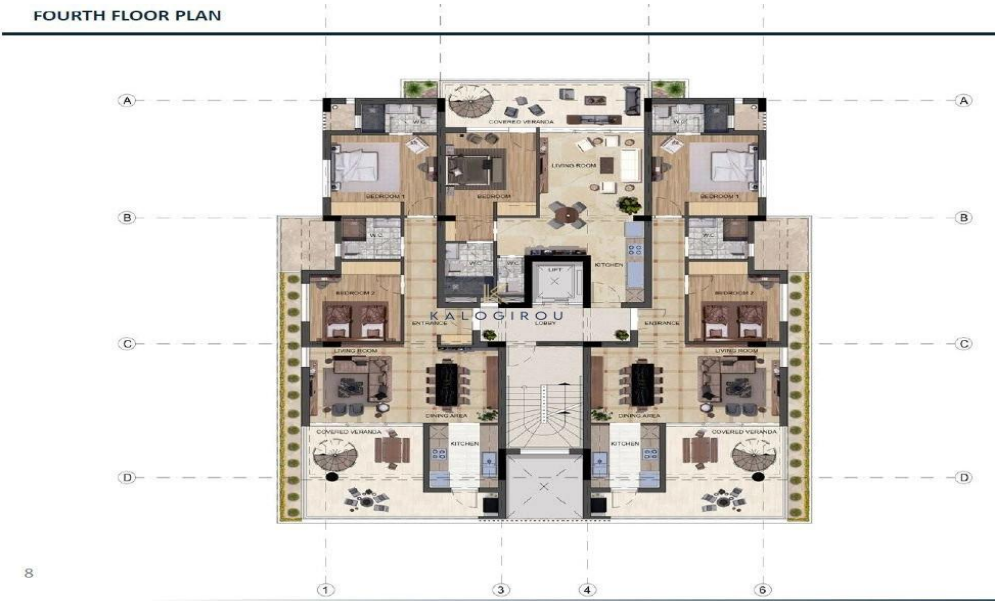 FOURTH FLOOR PLAN
A
A
COVERED VERANDA
W.C
W.C
LIVING ROOM
BEDROOM 1
BEDROOM
BEDROOM 1
B
B
W.C
W.C
W.C
W.C
KITCHEN
LIFT
BEDROOM 2
BEDROOM 2
KALOGIROU
ENTRANCE
LOBBY
ENTRANCE
C
C
LIVING ROOM
LIVING ROOM
DINING AREA
DINING AREA
COVERED VERANDA
COVERED VERANDA
KITCHEN
KITCHEN
D
D
8
1
3
4
6